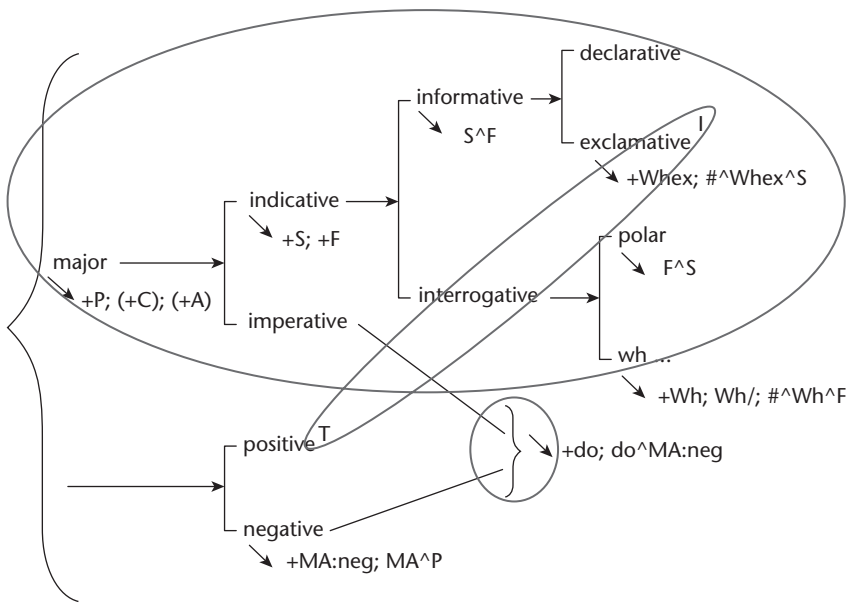 declarative
informative
S^F
I
exclamative
+Whex; #^Whex^S
indicative
+S; +F
polar
F^S
major
+P; (+C); (+A)
interrogative
imperative
wh ...
+Wh; Wh/; #^Wh^F
T
positive
+do; do^MA:neg
negative
+MA:neg; MA^P